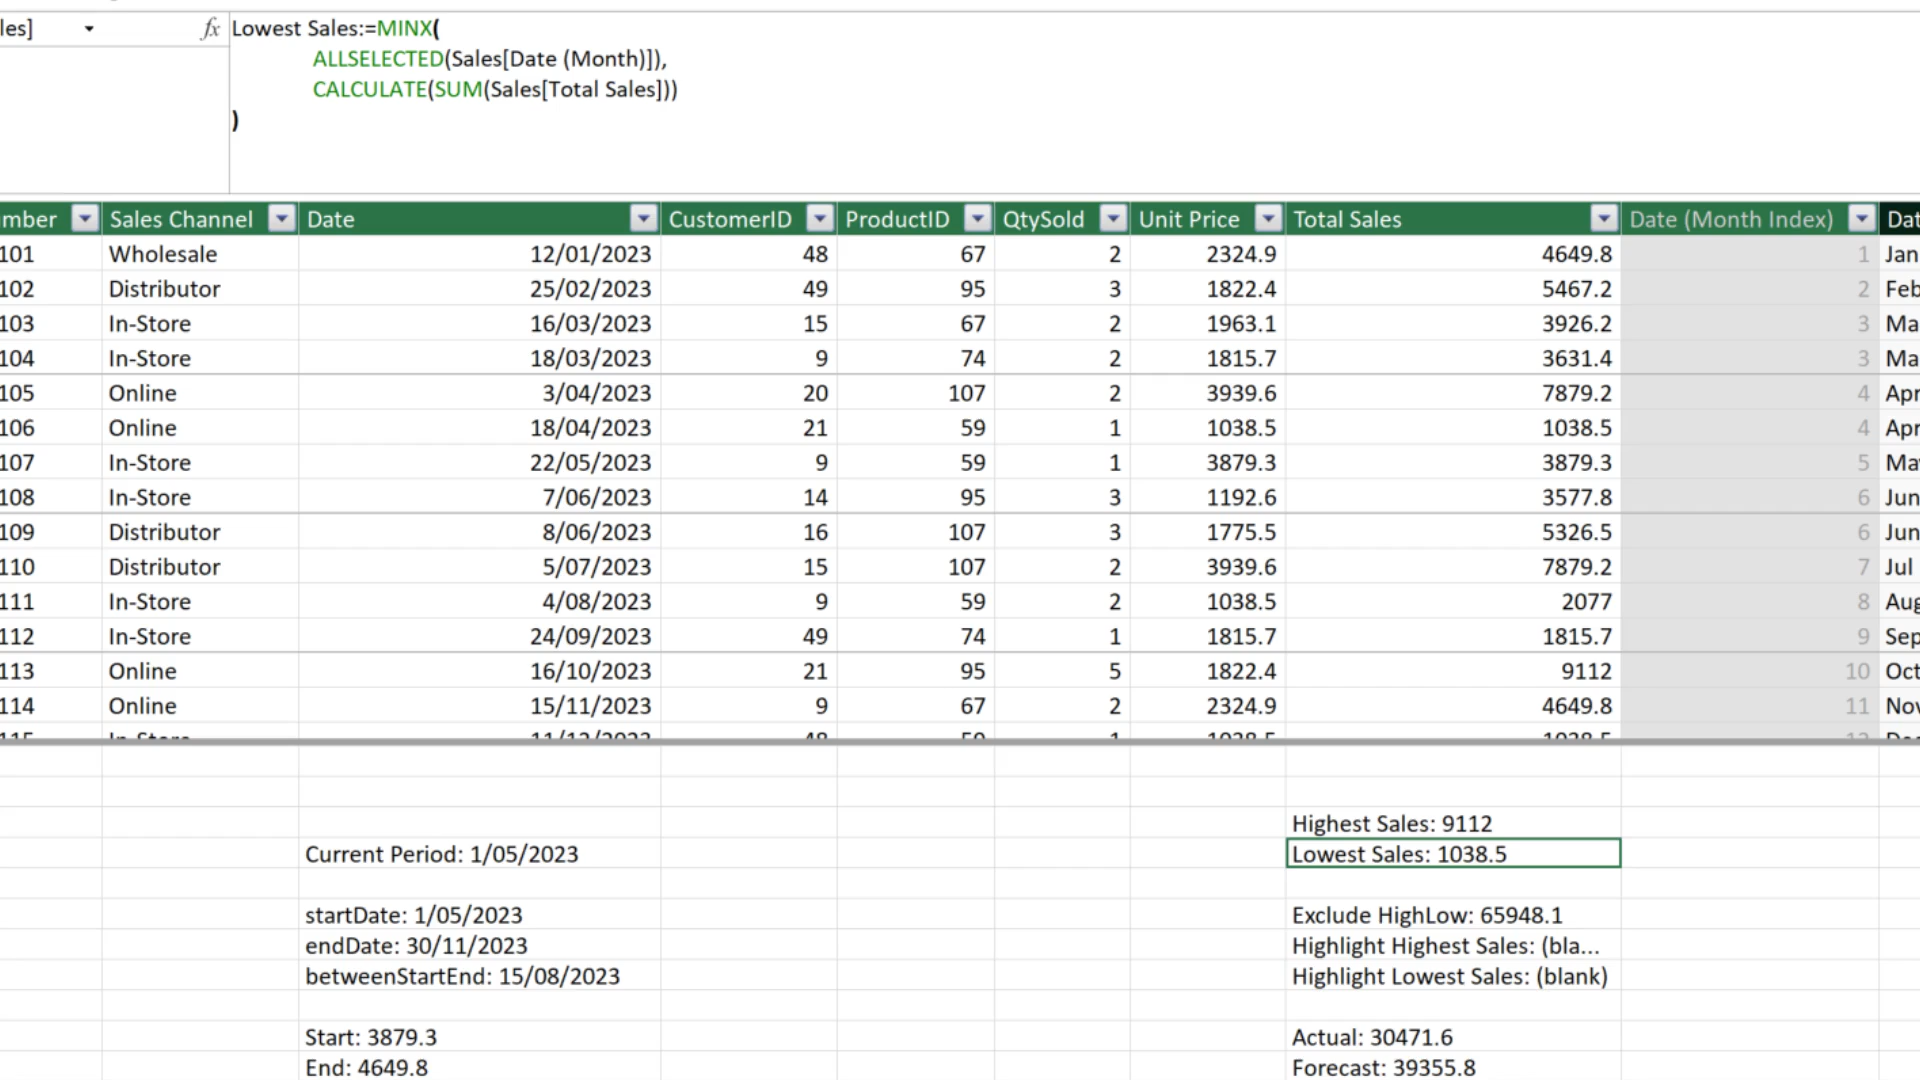 les]
fx
Lowest Sales:=MINX(
ALLSELECTED(Sales[Date (Month)]),
CALCULATE(SUM(Sales[Total Sales]))
)
mber Sales Channel Date CustomerID ProductID QtySold Unit Price Total Sales Date (Month Index) Dat
101 Wholesale 12/01/2023 48 67 2 2324.9 4649.8 1 Jan
102 Distributor 25/02/2023 49 95 3 1822.4 5467.2 2 Feb
103 In-Store 16/03/2023 15 67 2 1963.1 3926.2 3 Ma
104 In-Store 18/03/2023 9 74 2 1815.7 3631.4 3 Ma
105 Online 3/04/2023 20 107 2 3939.6 7879.2 4 Apr
106 Online 18/04/2023 21 59 1 1038.5 1038.5 4 Apr
107 In-Store 22/05/2023 9 59 1 3879.3 3879.3 5 May
108 In-Store 7/06/2023 14 95 3 1192.6 3577.8 6 Jun
109 Distributor 8/06/2023 16 107 3 1775.5 5326.5 6 Jun
110 Distributor 5/07/2023 15 107 2 3939.6 7879.2 7 Jul
111 In-Store 4/08/2023 9 59 2 1038.5 2077 8 Aug
112 In-Store 24/09/2023 49 74 1 1815.7 1815.7 9 Sep
113 Online 16/10/2023 21 95 5 1822.4 9112 10 Oct
114 Online 15/11/2023 9 67 2 2324.9 4649.8 11 Nov
Highest Sales: 9112
Current Period: 1/05/2023 Lowest Sales: 1038.5
startDate: 1/05/2023 Exclude HighLow: 65948.1
endDate: 30/11/2023 Highlight Highest Sales: (bla...
betweenStartEnd: 15/08/2023 Highlight Lowest Sales: (blank)
Start: 3879.3 Actual: 30471.6
End: 4649.8 Forecast: 39355.8